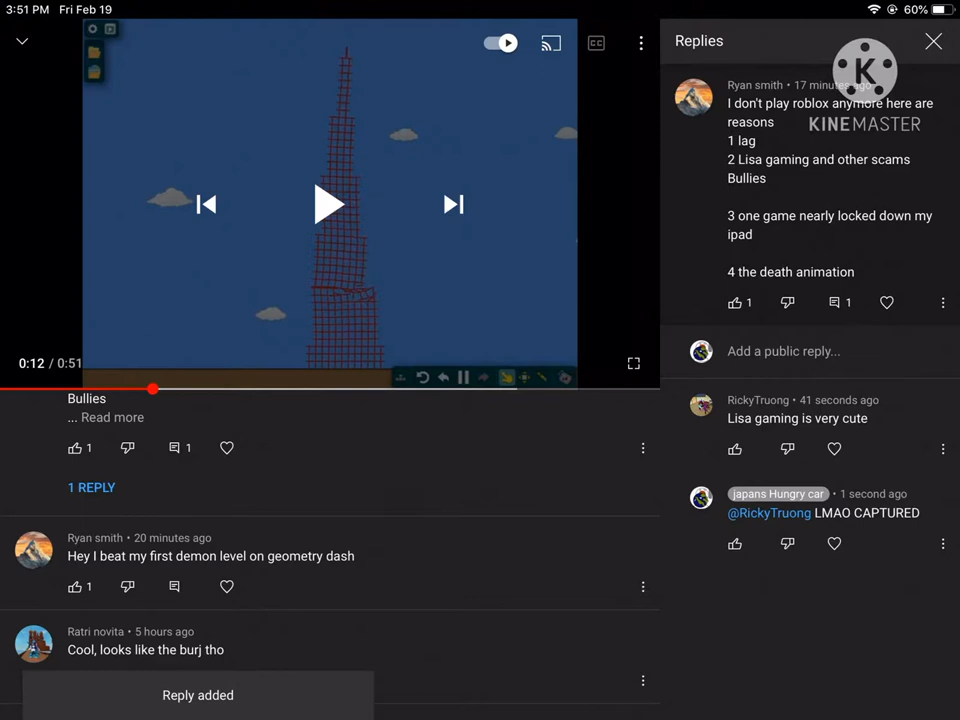 3:51 PM Fri Feb 19
60%
CC
0:12 / 0:51
Bullies
... Read more
1
1
1 REPLY
Ryan smith • 20 minutes ago
Hey I beat my first demon level on geometry dash
1
Ratri novita • 5 hours ago
Cool, looks like the burj tho
Reply added
Replies
K
KINEMASTER
Ryan smith • 17 minutes ago
I don't play roblox anymore here are
reasons
1 lag
2 Lisa gaming and other scams
Bullies
3 one game nearly locked down my
ipad
4 the death animation
1
1
Add a public reply...
RickyTruong • 41 seconds ago
Lisa gaming is very cute
japans Hungry car • 1 second ago
@RickyTruong LMAO CAPTURED